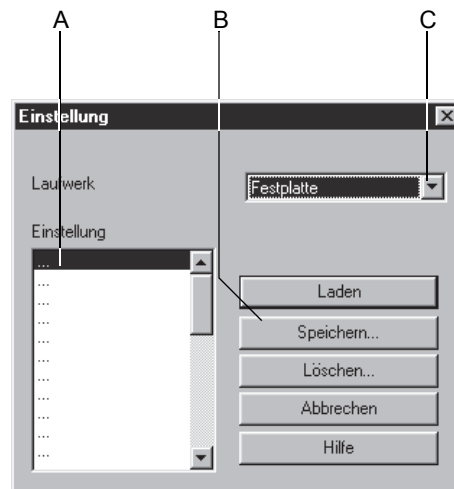 A B C
Einstellung
Laufwerk Festplatte
Einstellung
...
...
...
...
...
...
...
...
...
...
...
Laden
Speichern...
Löschen...
Abbrechen
Hilfe